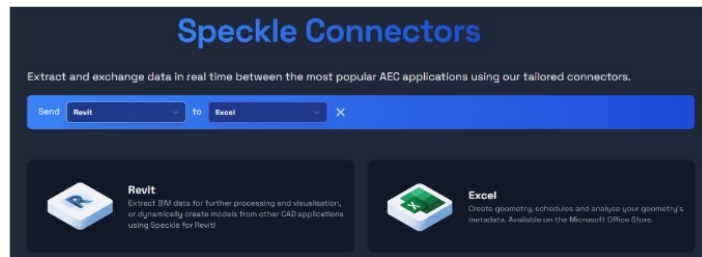 Speckle Connectors
Extract and exchange data in real time between the most popular AEC applications using our tailored connectors.
Send Revit to Excel
Revit
Extract BIM data for further processing and visualisation,
or dynamically create models from other CAD applications
using Speckle for Revit!
Excel
Create geometry, schedules and analyse your geometry's
metadata. Available on the Microsoft Office Store.